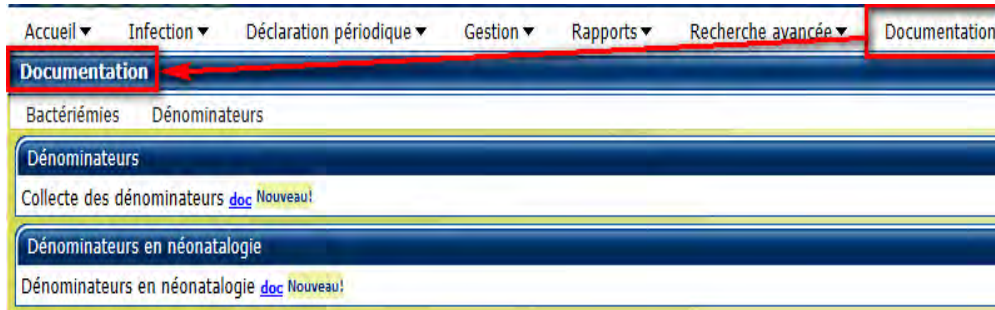 Accueil ▾ Infection ▾ Déclaration périodique ▾ Gestion ▾ Rapports ▾ Recherche avancée ▾ Documentation
Documentation
Bactériémies Dénominateurs
Dénominateurs
Collecte des dénominateurs doc Nouveau!
Dénominateurs en néonatalogie
Dénominateurs en néonatalogie doc Nouveau!